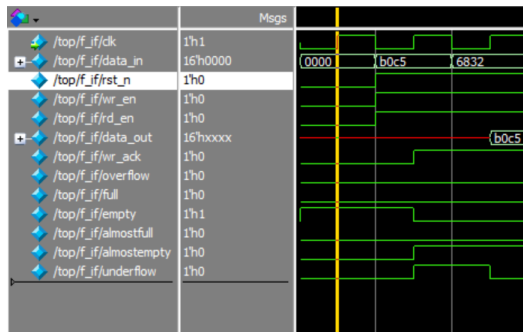 Msgs
/top/f_if/clk 1'h1
/top/f_if/data_in 16'h0000 0000 b0c5 6832
/top/f_if/rst_n 1'h0
/top/f_if/wr_en 1'h0
/top/f_if/rd_en 1'h0
/top/f_if/data_out 16'hxxxx b0c5
/top/f_if/wr_ack 1'h0
/top/f_if/overflow 1'h0
/top/f_if/full 1'h0
/top/f_if/empty 1'h1
/top/f_if/almostfull 1'h0
/top/f_if/almostempty 1'h0
/top/f_if/underflow 1'h0